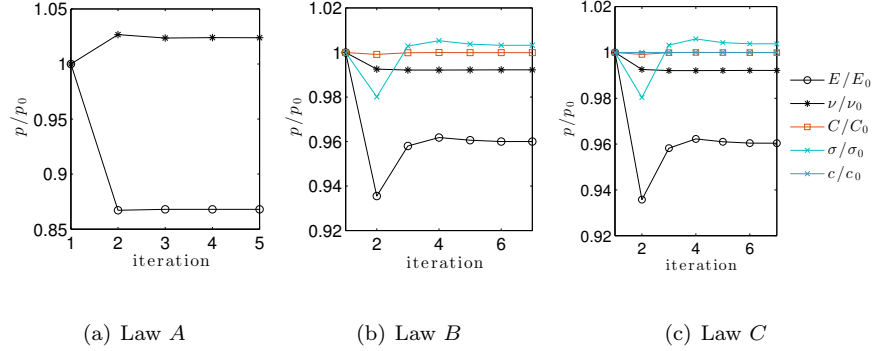 1.05
1
0.95
0.9
0.85
p/p₀
1 2 3 4 5
iteration
(a) Law A
1.02
1
0.98
0.96
0.94
0.92
p/p₀
2 4 6
iteration
(b) Law B
1.02
1
0.98
0.96
0.94
0.92
p/p₀
2 4 6
iteration
(c) Law C
E/E₀
ν/ν₀
C/C₀
σ/σ₀
c/c₀